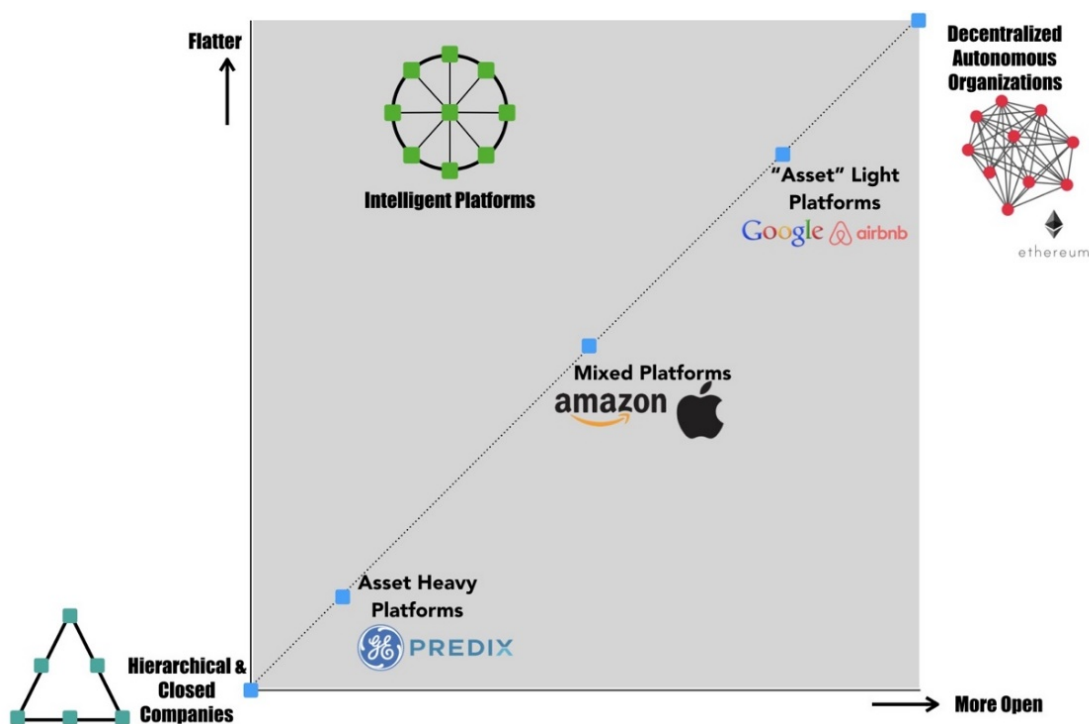 Flatter
Decentralized
Autonomous
Organizations
Intelligent Platforms
"Asset" Light
Platforms
Google airbnb
ethereum
Mixed Platforms
amazon
Asset Heavy
Platforms
GE PREDIX
Hierarchical &
Closed
Companies
More Open